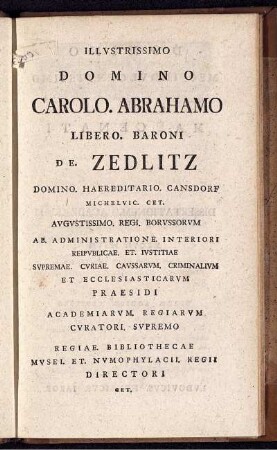 ILLVSTRISSIMO
DOMINO
CAROLO. ABRAHAMO
LIBERO. BARONI
DE. ZEDLITZ
DOMINO. HAEREDITARIO. CANSDORF
MICHELVIC. CET.
AVGVSTISSIMO. REGI. BORVSSORVM
AB. ADMINISTRATIONE. INTERIORI
REIPVBLICAE. ET. IVSTITIAE
SVPREMAE. CVRIAE. CAVSSARVM. CRIMINALIVM
ET ECCLESIASTICARVM
PRAESIDI
ACADEMIARVM. REGIARVM
CVRATORI. SVPREMO
REGIAE. BIBLIOTHECAE
MVSEI. ET. NVMOPHYLACII. REGII
DIRECTORI
CET.